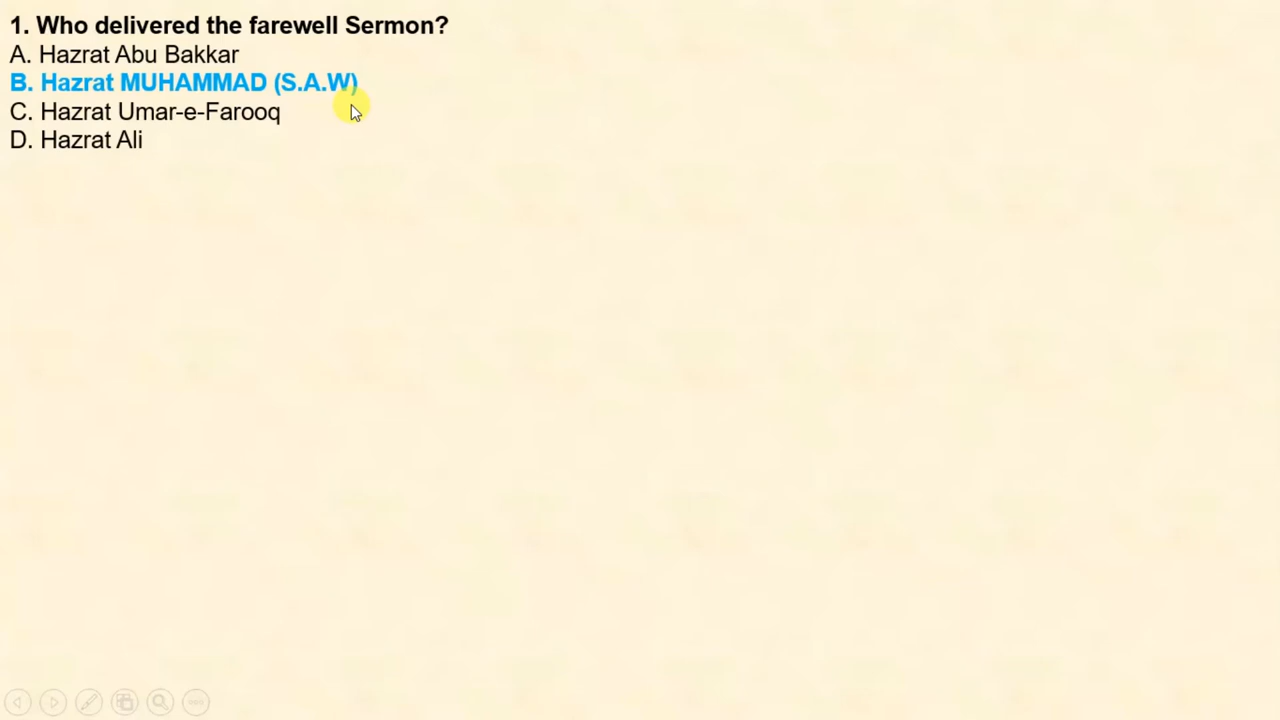 1. Who delivered the farewell Sermon?
A. Hazrat Abu Bakkar
B. Hazrat MUHAMMAD (S.A.W)
C. Hazrat Umar-e-Farooq
D. Hazrat Ali